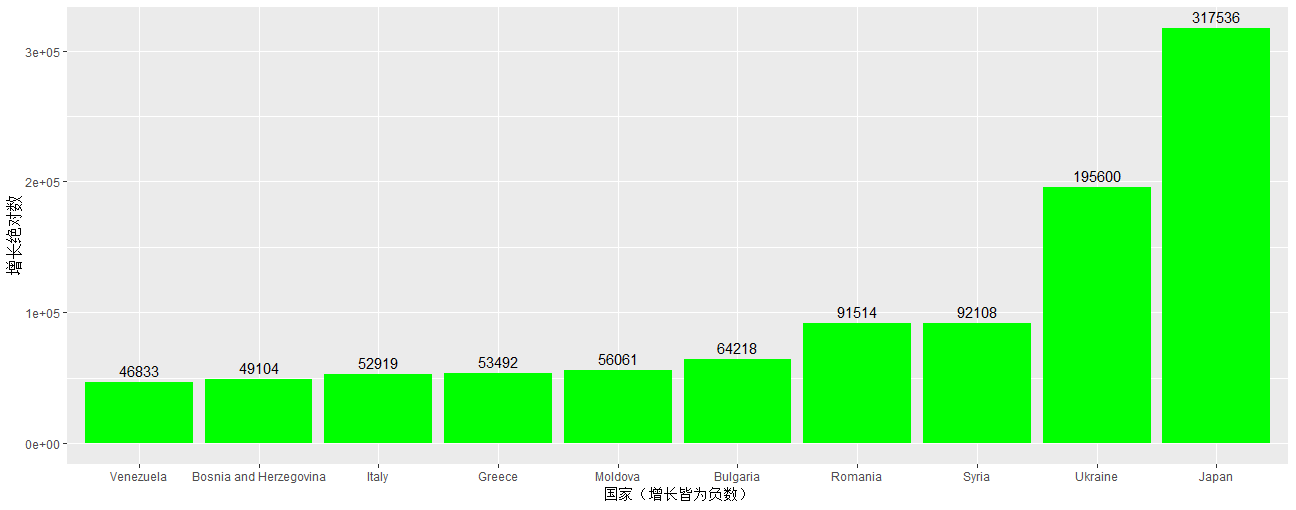 317536
3e+05
2e+05
195600
1e+05
91514
92108
64218
56061
53492
52919
49104
46833
0e+00
增长绝对数
Venezuela Bosnia and Herzegovina Italy Greece Moldova Bulgaria Romania Syria Ukraine Japan
国家（增长皆为负数）